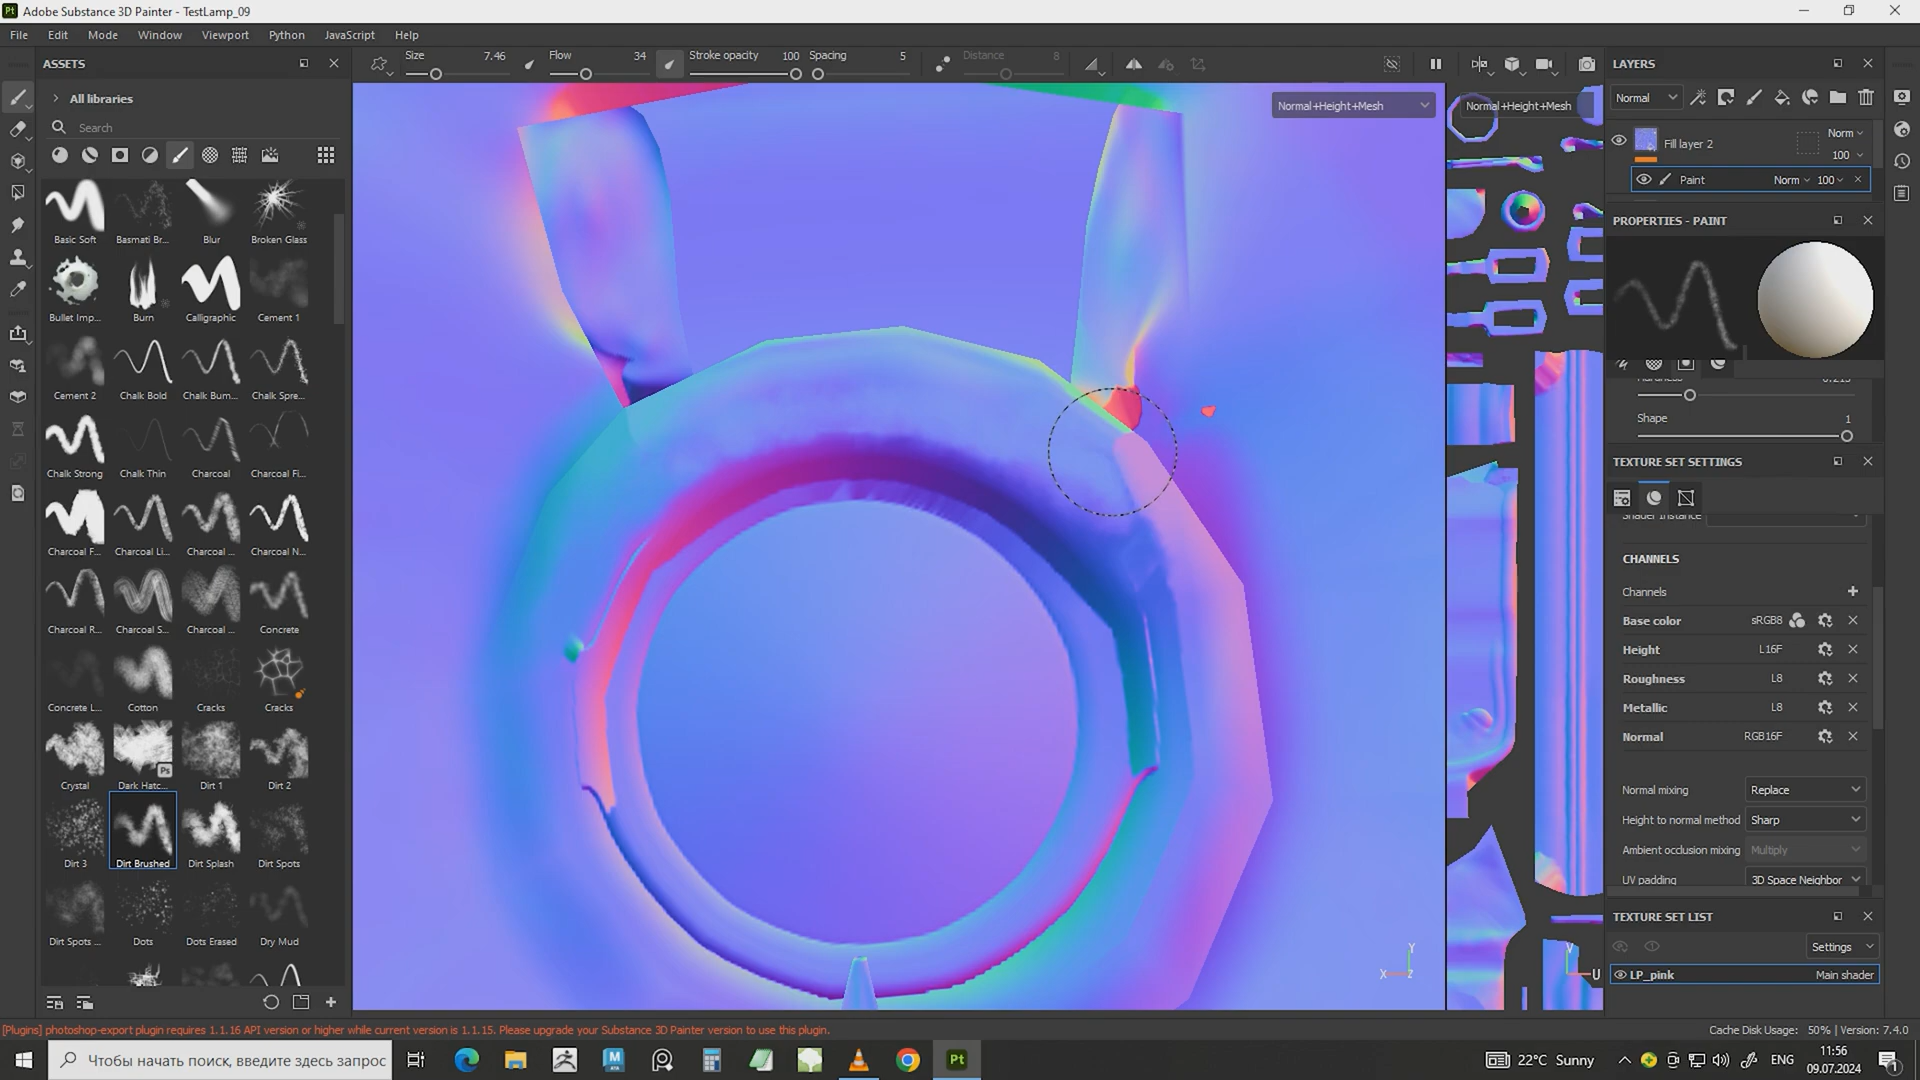 Adobe Substance 3D Painter - TestLamp_09
File Edit Mode Window Viewport Python JavaScript Help
ASSETS
Size 7.46 Flow 34 Stroke opacity 100 Spacing 5 Distance 8
All libraries
Search
Basic Soft Basmati Br... Blur Broken Glass
Bullet Imp... Burn Calligraphic Cement 1
Cement 2 Chalk Bold Chalk Bum... Chalk Spre...
Chalk Strong Chalk Thin Charcoal Charcoal Fi...
Charcoal F... Charcoal Li... Charcoal ... Charcoal N...
Charcoal R... Charcoal S... Charcoal ... Concrete
Concrete L... Cotton Cracks Cracks
Crystal Dark Hatc... Dirt 1 Dirt 2
Dirt 3 Dirt Brushed Dirt Splash Dirt Spots
Dirt Spots ... Dots Dots Erased Dry Mud
Normal+Height+Mesh
Normal+Height+Mesh
Y
X Z
V
U
LAYERS
Normal
Fill layer 2 Norm
100
Paint Norm 100
PROPERTIES - PAINT
Shape 1
TEXTURE SET SETTINGS
CHANNELS
Channels
Base color sRGB8
Height L16F
Roughness L8
Metallic L8
Normal RGB16F
Normal mixing Replace
Height to normal method Sharp
Ambient occlusion mixing Multiply
UV padding 3D Space Neighbor
TEXTURE SET LIST
Settings
LP_pink Main shader
[Plugins] photoshop-export plugin requires 1.1.16 API version or higher while current version is 1.1.15. Please upgrade your Substance 3D Painter version to use this plugin.
Cache Disk Usage: 50% | Version: 7.4.0
Чтобы начать поиск, введите здесь запрос
Pt
22°C Sunny
ENG
11:56
09.07.2024